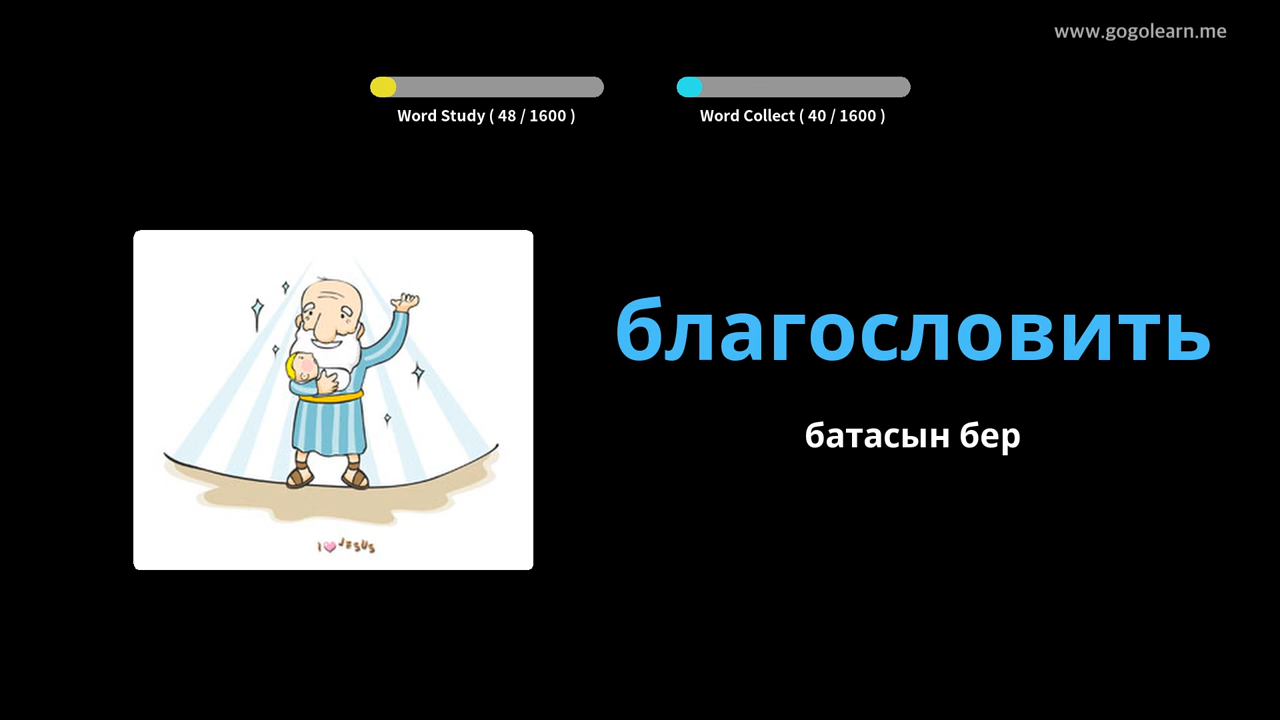 www.gogolearn.me
Word Study ( 48 / 1600 )
Word Collect ( 40 / 1600 )
благословить
батасын бер
I JESUS